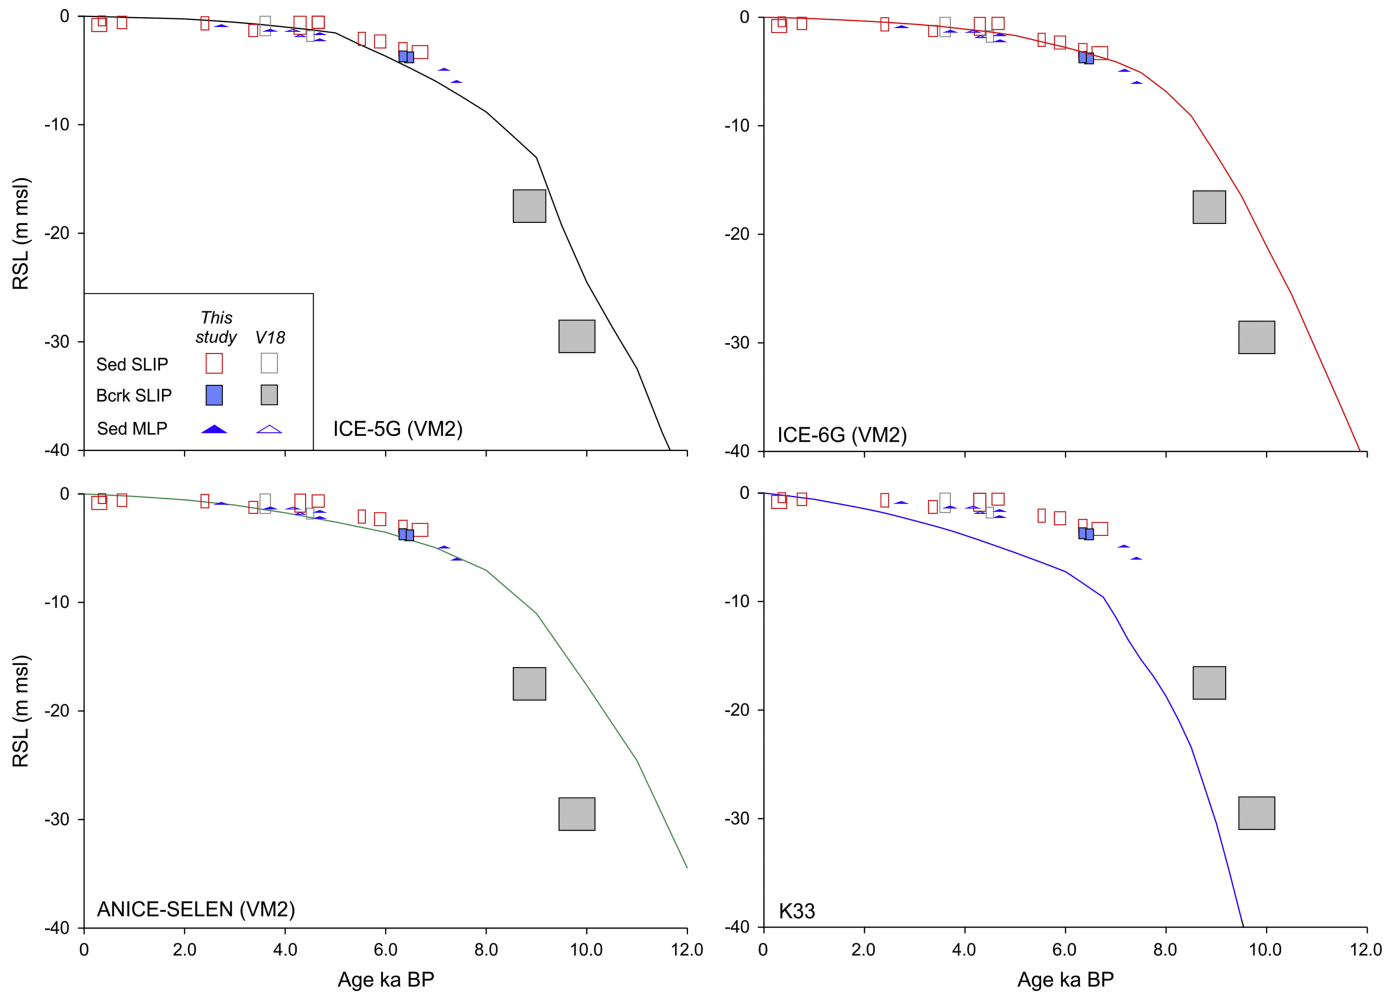 0
-10
-20
-30
-40
RSL (m msl)
This
study
V18
Sed SLIP
Bcrk SLIP
Sed MLP
ICE-5G (VM2)
0
-10
-20
-30
-40
ICE-6G (VM2)
0
-10
-20
-30
-40
RSL (m msl)
ANICE-SELEN (VM2)
0 2.0 4.0 6.0 8.0 10.0 12.0
Age ka BP
0
-10
-20
-30
-40
K33
0 2.0 4.0 6.0 8.0 10.0 12.0
Age ka BP